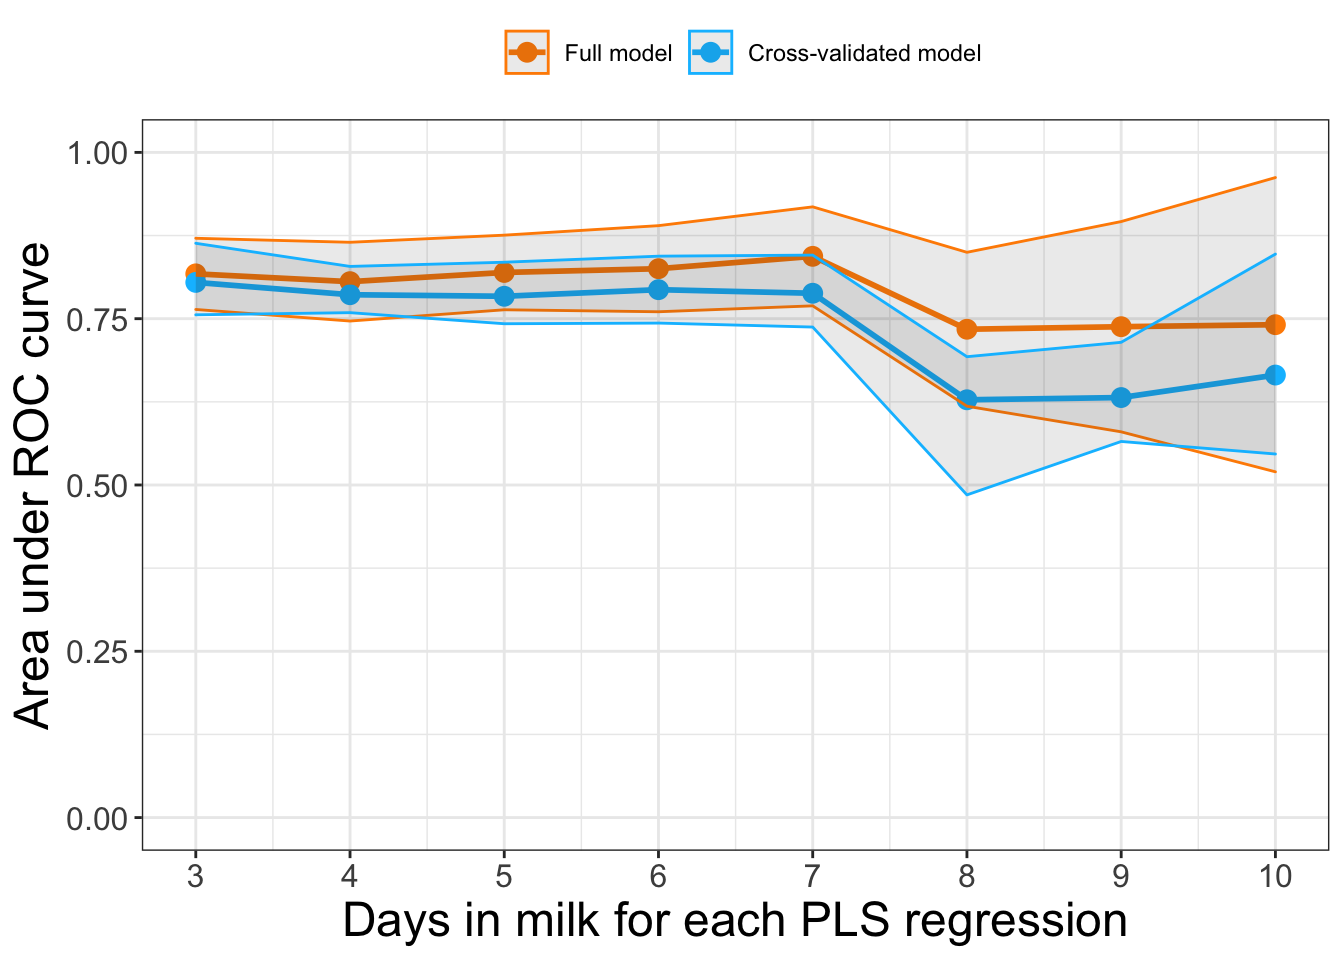 Full model Cross-validated model
Area under ROC curve
1.00
0.75
0.50
0.25
0.00
3 4 5 6 7 8 9 10
Days in milk for each PLS regression